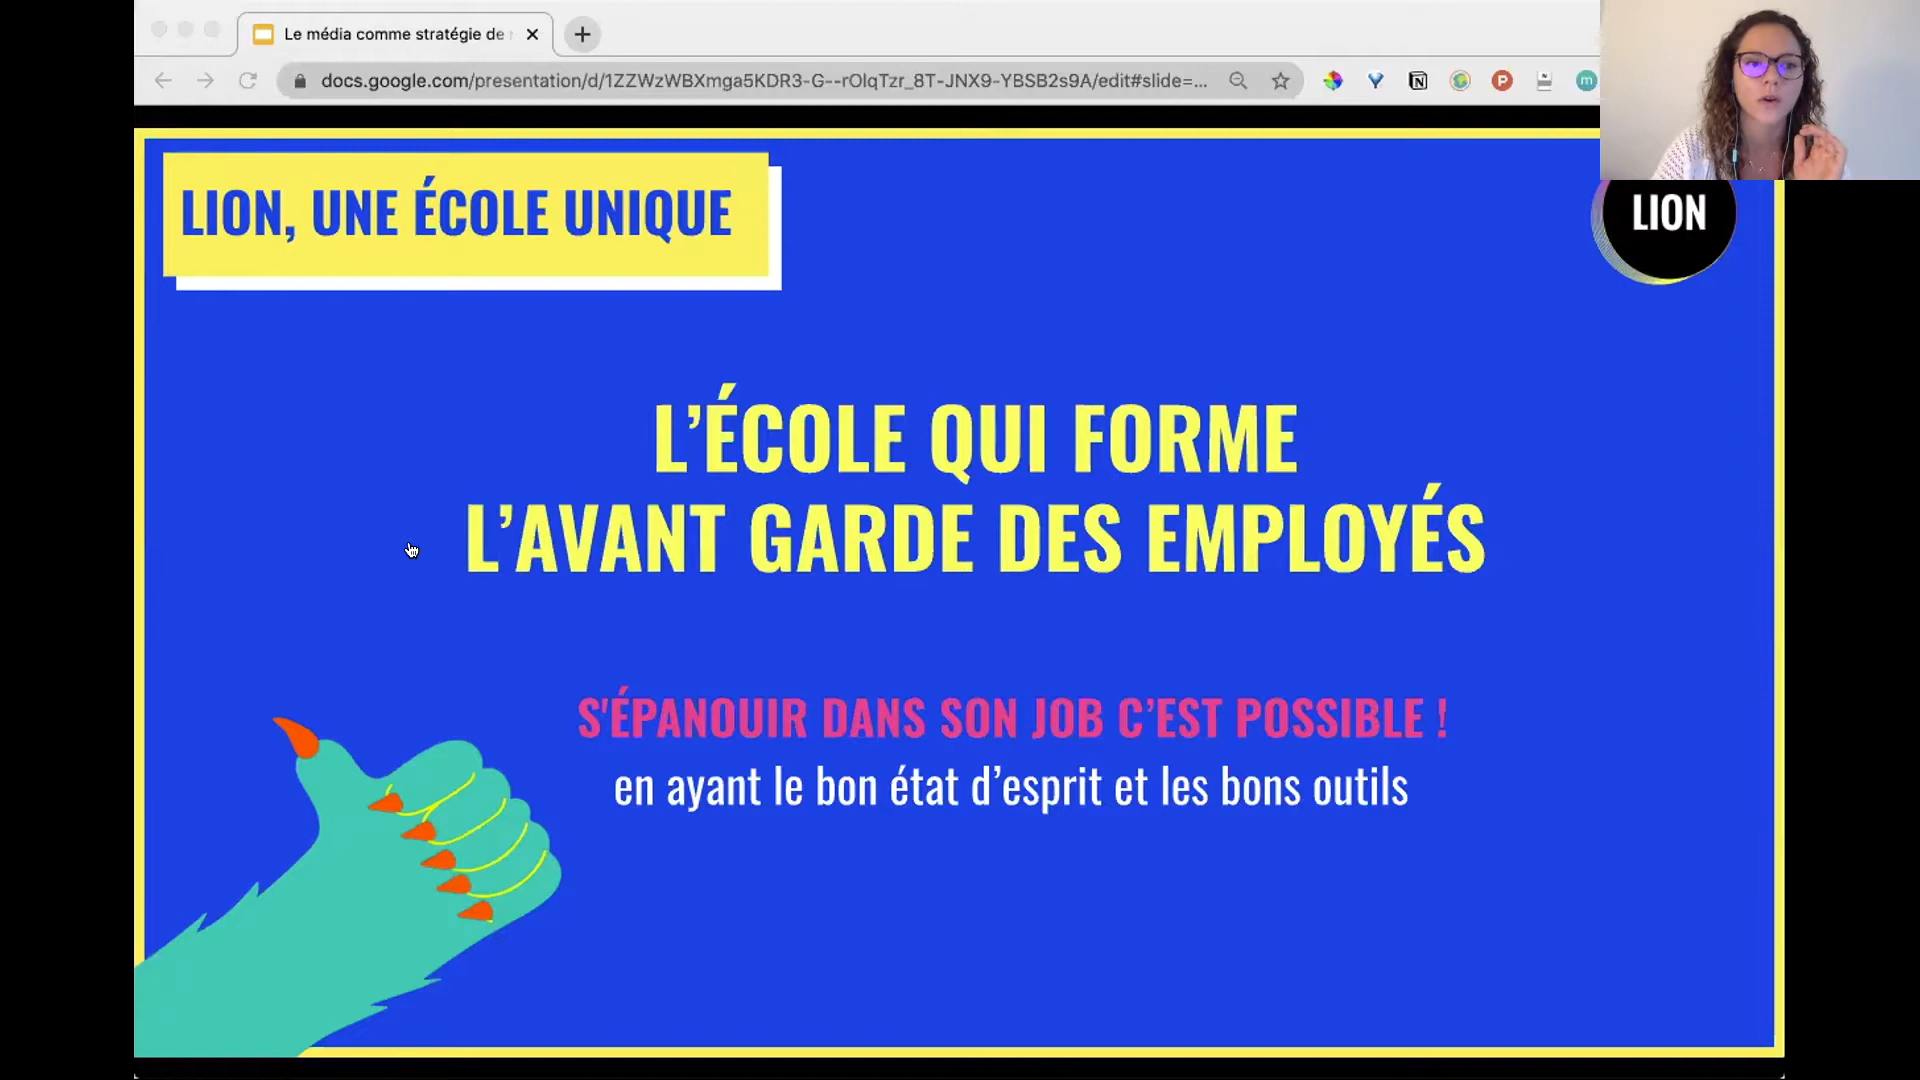 Le média comme stratégie de
docs.google.com/presentation/d/1ZZWzWBXmga5KDR3-G--rOlqTzr_8T-JNX9-YBSB2s9A/edit#slide=...
LION, UNE ÉCOLE UNIQUE
LION
L’ÉCOLE QUI FORME
L’AVANT GARDE DES EMPLOYÉS
S'ÉPANOUIR DANS SON JOB C’EST POSSIBLE !
en ayant le bon état d’esprit et les bons outils